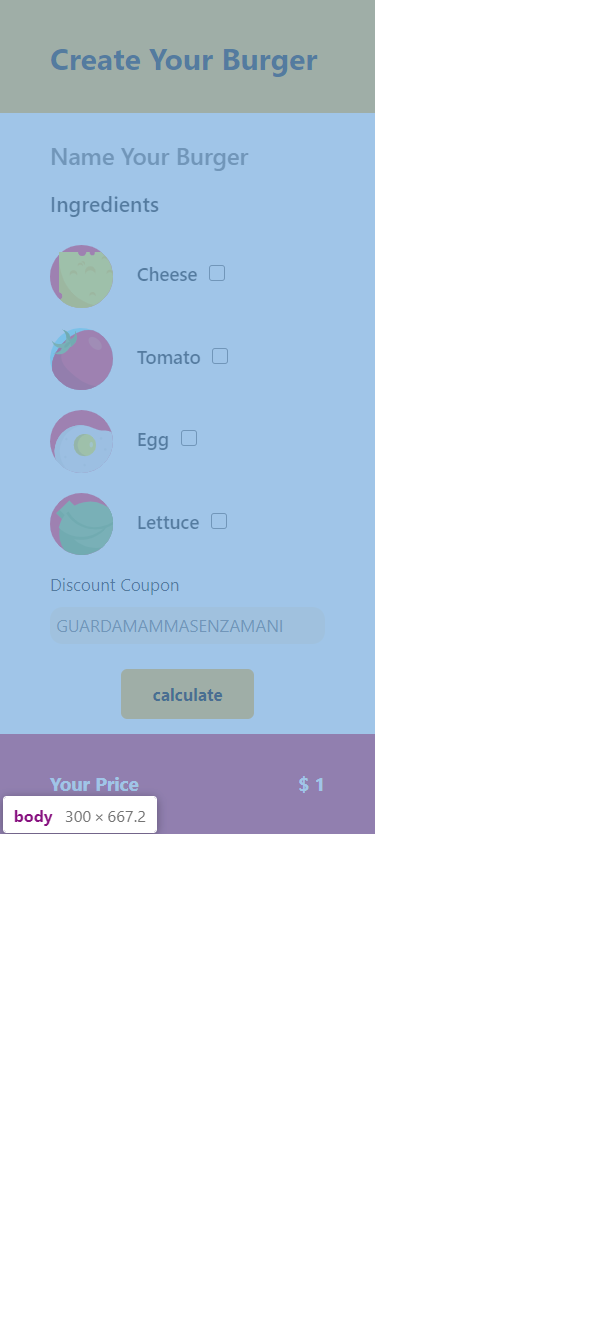 Create Your Burger
Name Your Burger
Ingredients
Cheese
Tomato
Egg
Lettuce
Discount Coupon
GUARDAMAMMASENZAMANI
calculate
Your Price $ 1
body 300 × 667.2